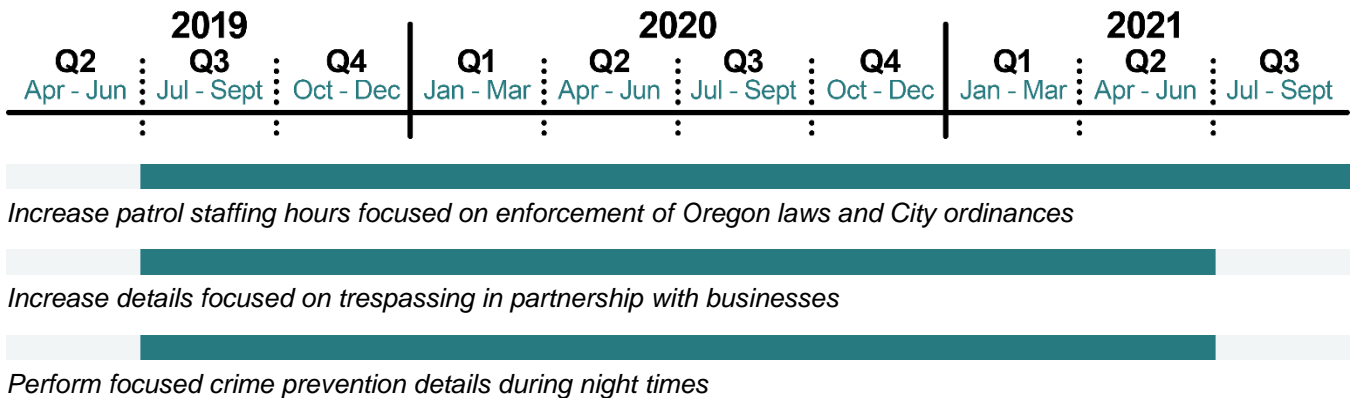 2019 2020 2021
Q2 Q3 Q4 Q1 Q2 Q3 Q4 Q1 Q2 Q3
Apr - Jun Jul - Sept Oct - Dec Jan - Mar Apr - Jun Jul - Sept Oct - Dec Jan - Mar Apr - Jun Jul - Sept
Increase patrol staffing hours focused on enforcement of Oregon laws and City ordinances
Increase details focused on trespassing in partnership with businesses
Perform focused crime prevention details during night times